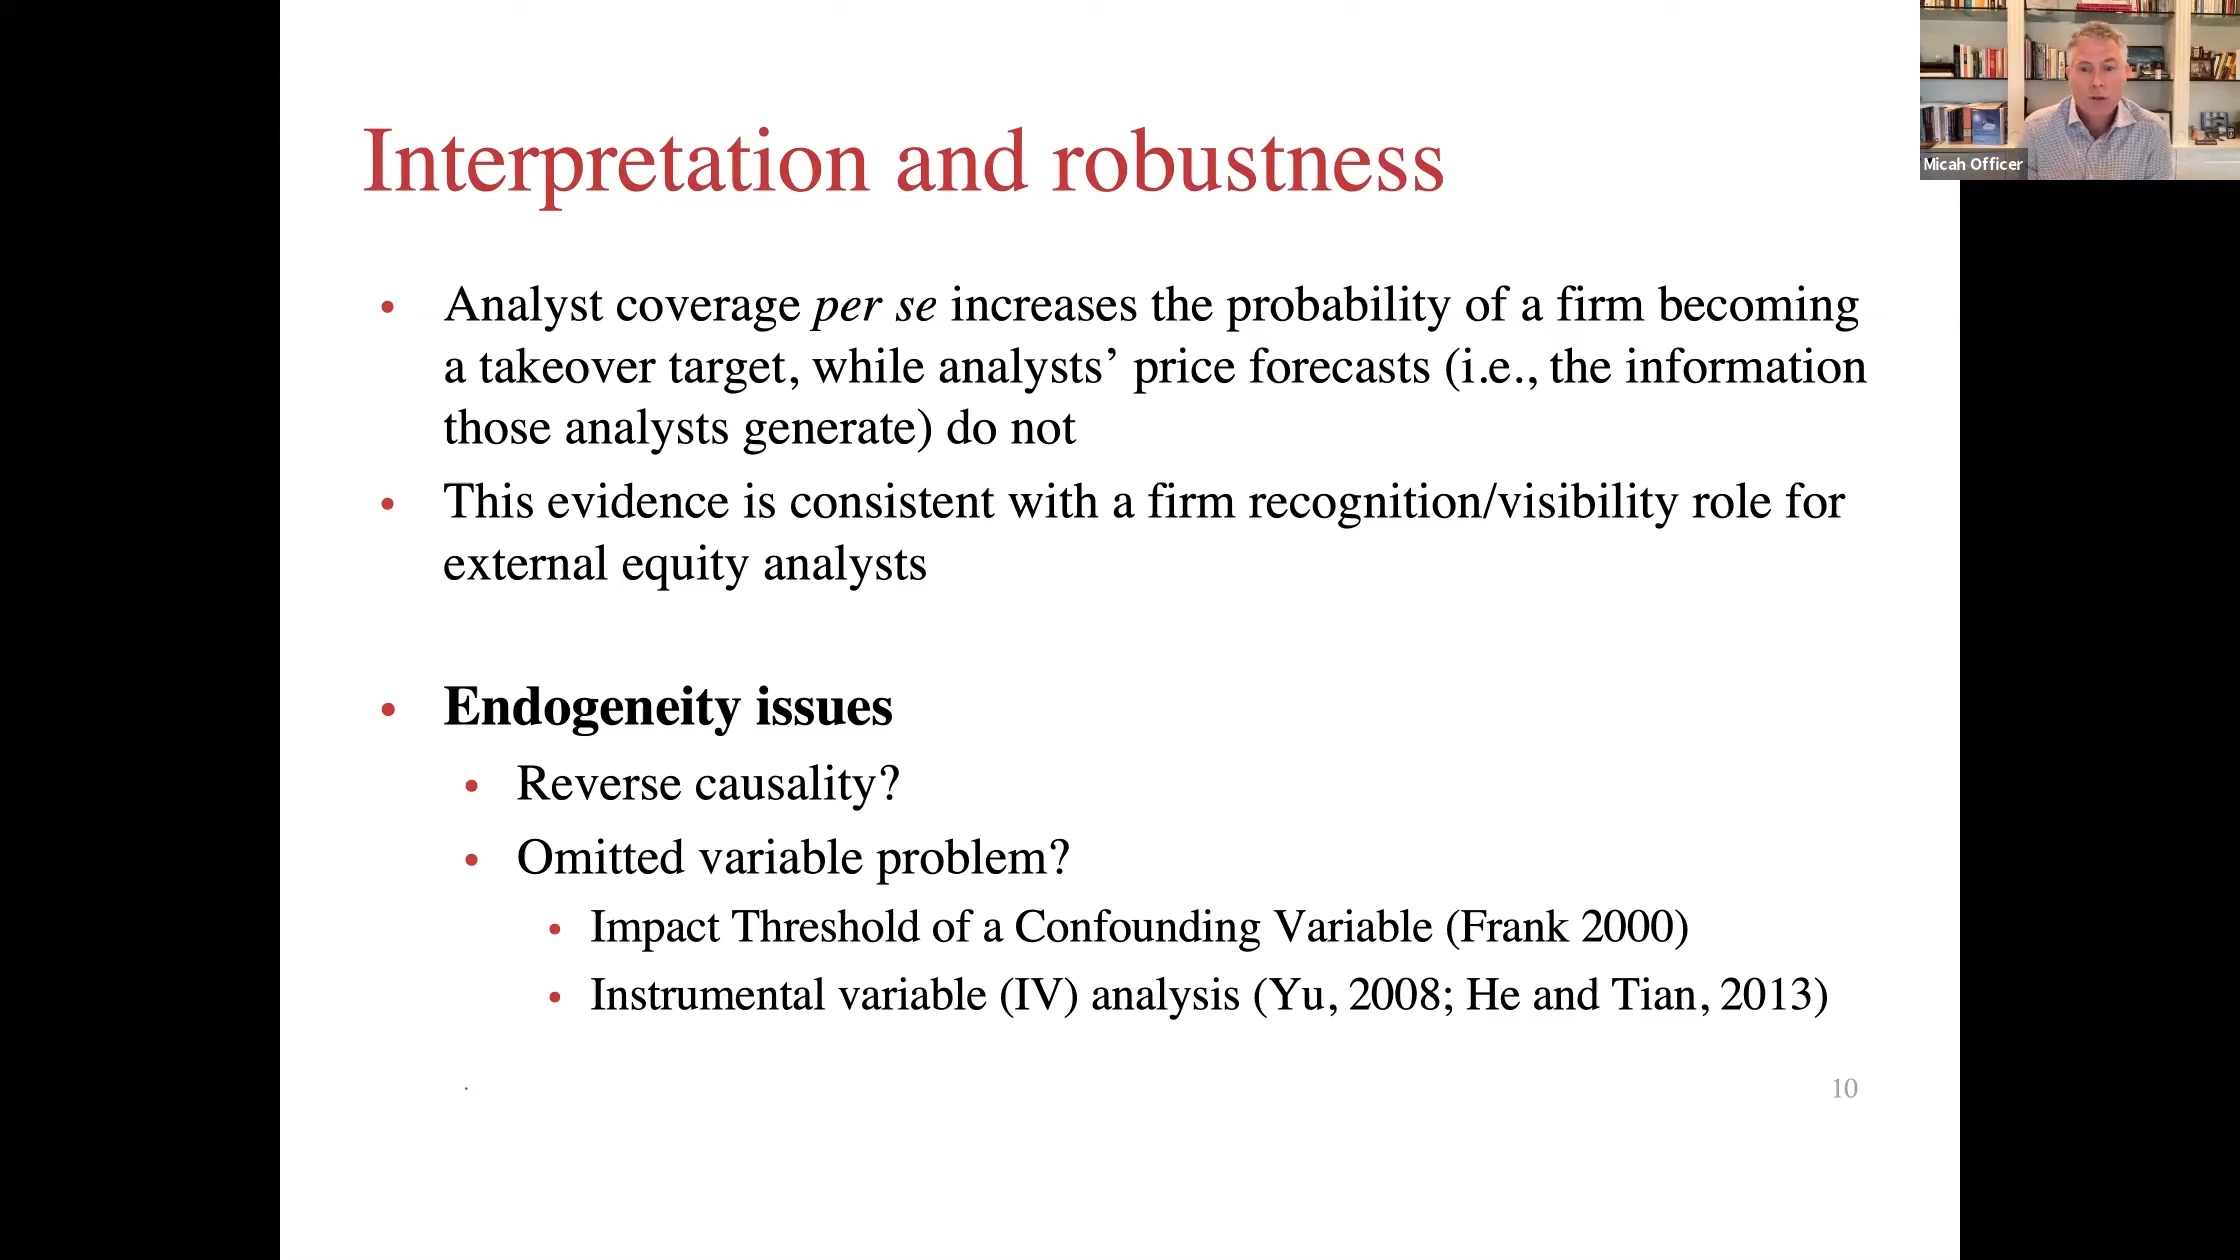 Micah Officer
Interpretation and robustness
• Analyst coverage per se increases the probability of a firm becoming
a takeover target, while analysts’ price forecasts (i.e., the information
those analysts generate) do not
• This evidence is consistent with a firm recognition/visibility role for
external equity analysts
• Endogeneity issues
• Reverse causality?
• Omitted variable problem?
• Impact Threshold of a Confounding Variable (Frank 2000)
• Instrumental variable (IV) analysis (Yu, 2008; He and Tian, 2013)
10